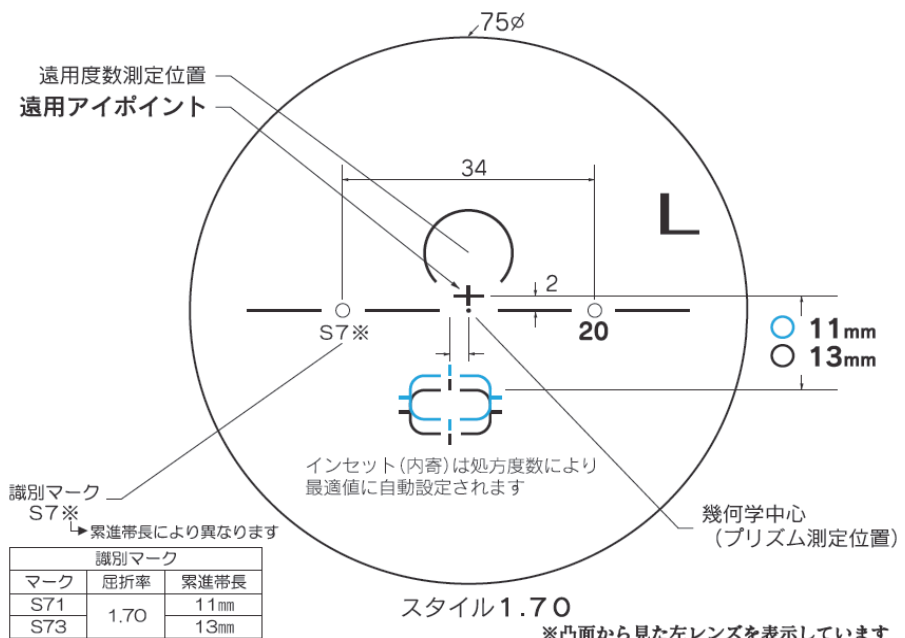 75∅
遠用度数測定位置
遠用アイポイント
34
L
2
S7※
20
11mm
13mm
インセット(内寄)は処方度数により
最適値に自動設定されます
識別マーク
S7※
累進帯長により異なります
幾何学中心
(プリズム測定位置)
識別マーク
マーク 屈折率 累進帯長
S71 1.70 11mm
S73 13mm
スタイル1.70
※凸面から見た左レンズを表示しています